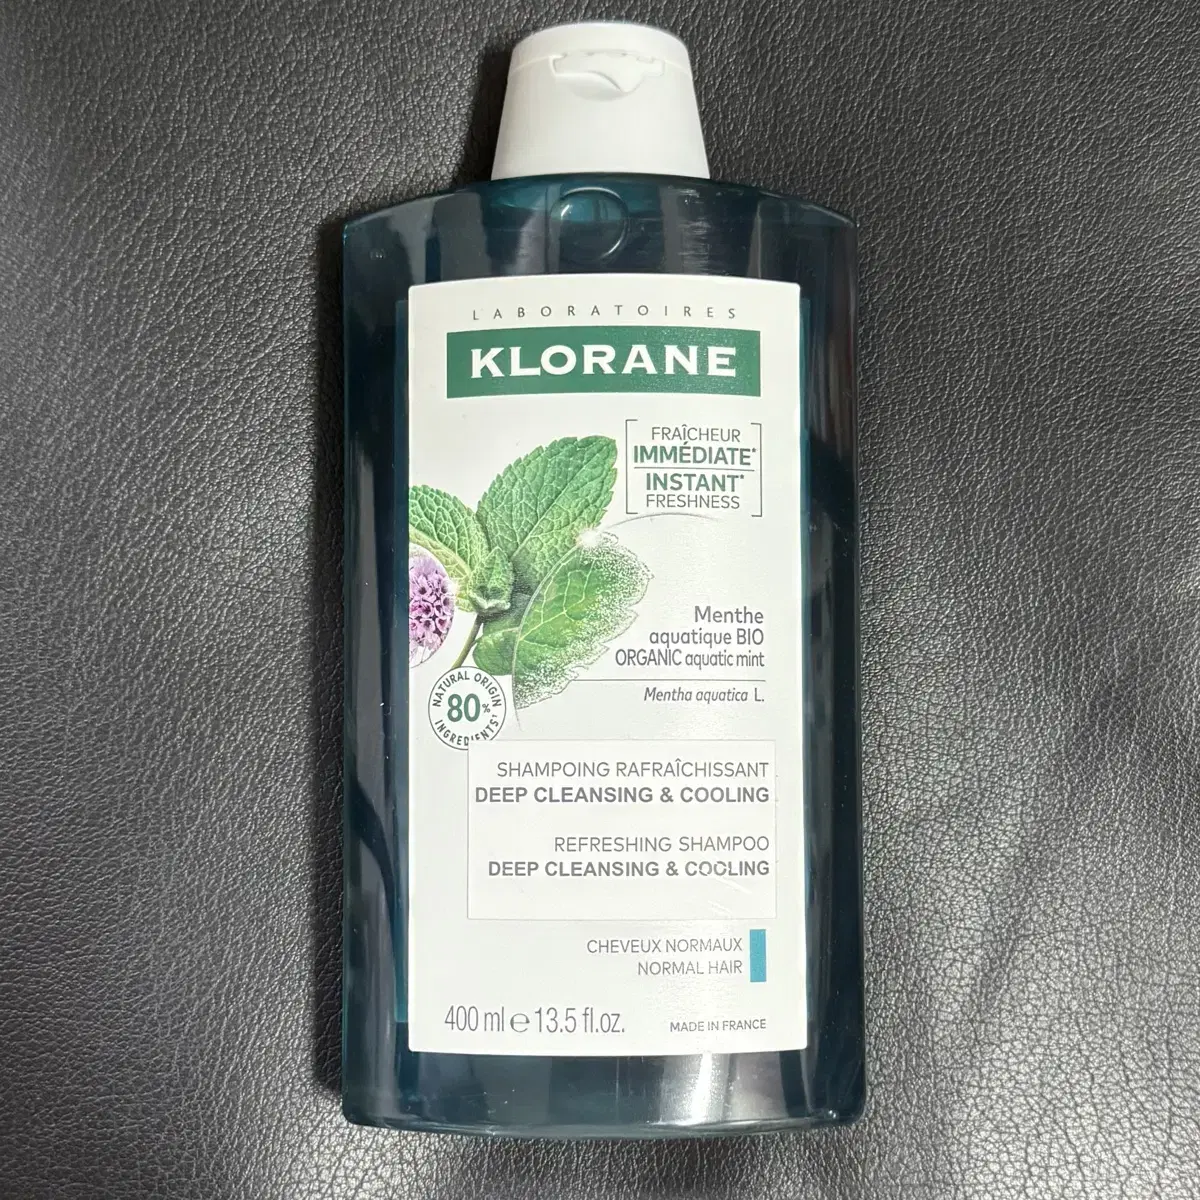 LABORATOIRES
KLORANE
FRAÎCHEUR
IMMÉDIATE*
INSTANT*
FRESHNESS
Menthe
aquatique BIO
ORGANIC aquatic mint
Mentha aquatica L.
NATURAL ORIGIN
80%
INGREDIENTS¹
SHAMPOING RAFRAÎCHISSANT
DEEP CLEANSING & COOLING
REFRESHING SHAMPOO
DEEP CLEANSING & COOLING
CHEVEUX NORMAUX
NORMAL HAIR
400 ml ℮ 13.5 fl.oz.
MADE IN FRANCE